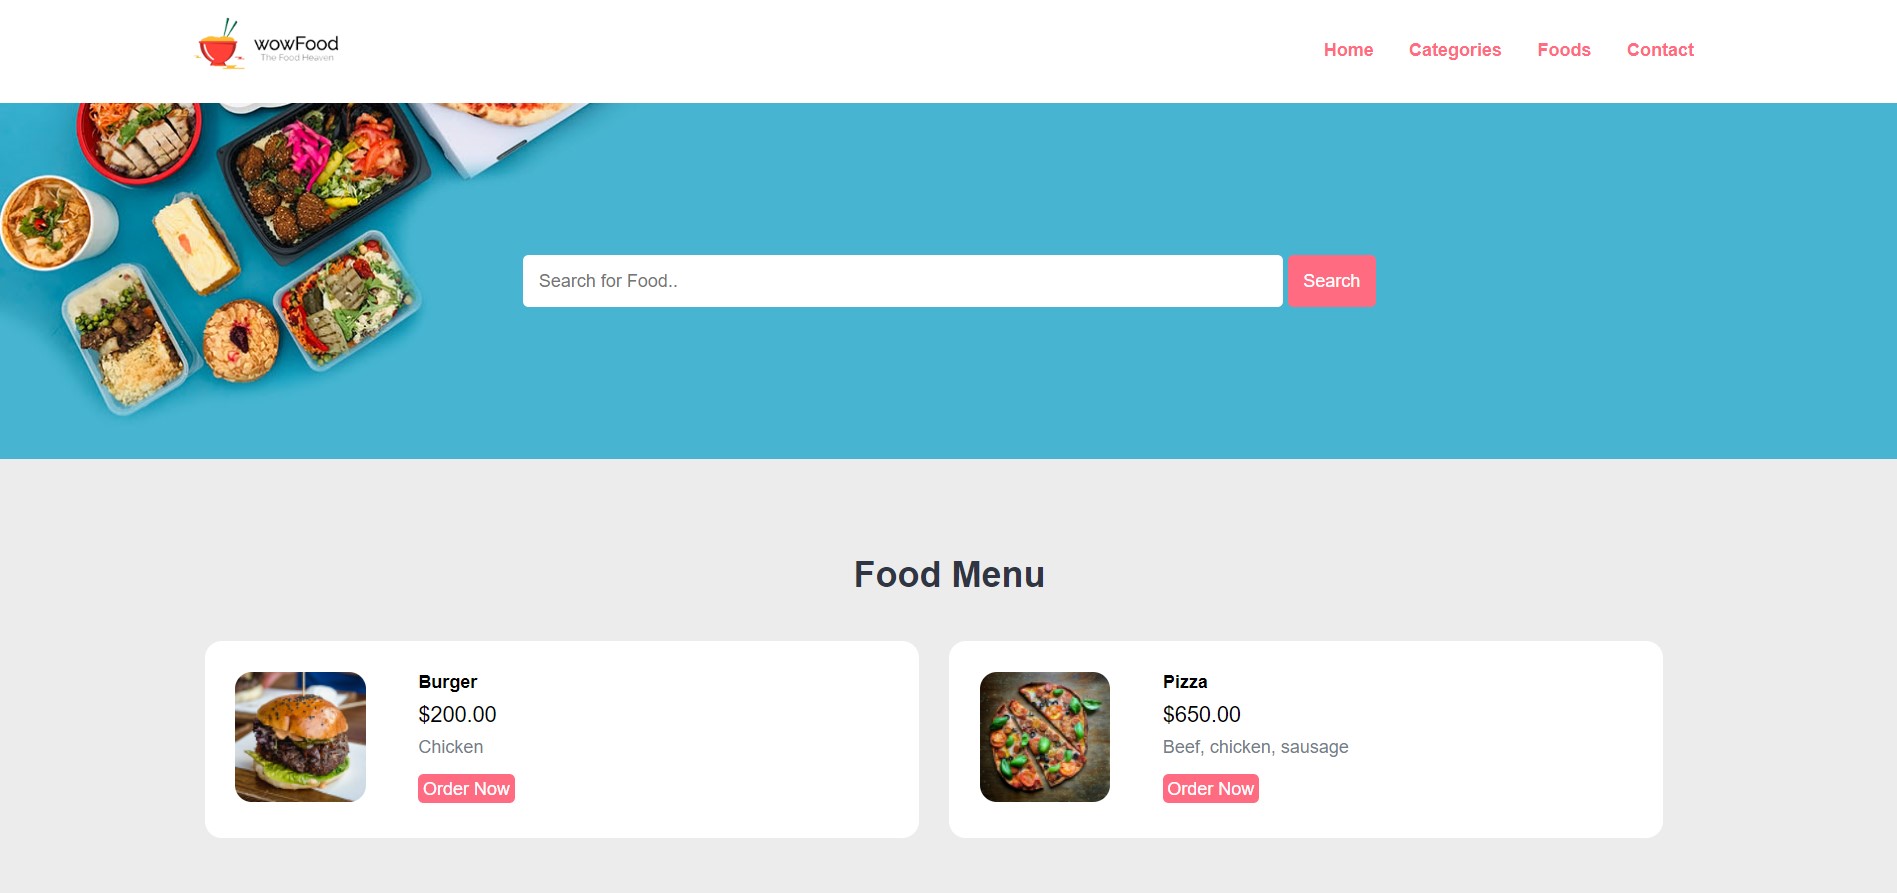 wowFood
The Food Heaven
Home Categories Foods Contact
Search for Food..
Search
Food Menu
Burger
$200.00
Chicken
Order Now
Pizza
$650.00
Beef, chicken, sausage
Order Now